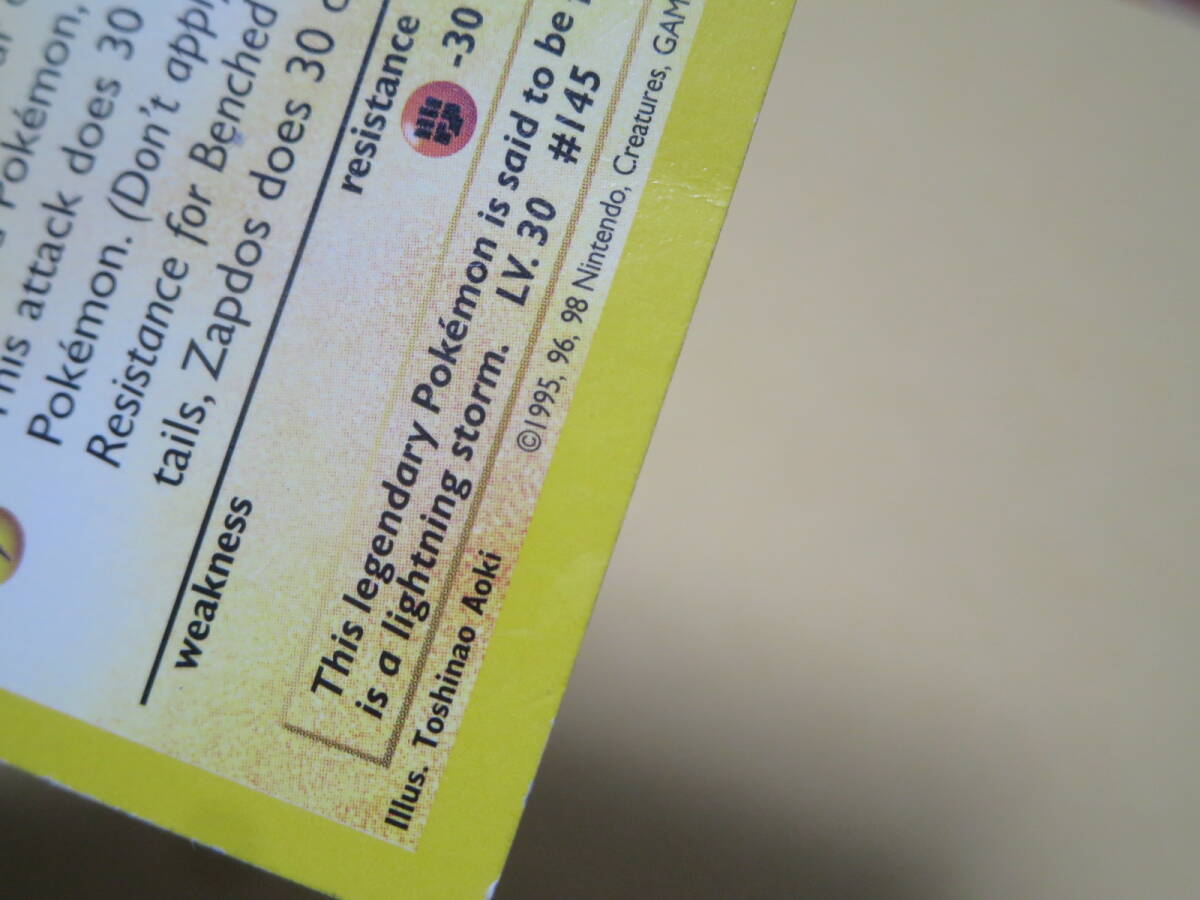 Pokémon,
This attack does 30
Pokémon. (Don't
Resistance for Benched
tails, Zapdos does 30
weakness
resistance
-30
This legendary Pokémon is said to be
is a lightning storm. LV. 30 #145
Illus. Toshinao Aoki
©1995, 96, 98 Nintendo, Creatures,